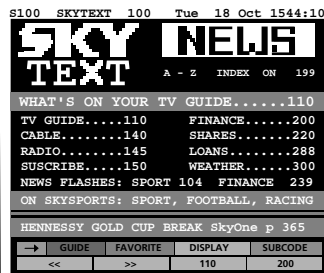 S100 SKYTEXT 100 Tue 18 Oct 1544:10
SKY NEWS
TEXT A - Z INDEX ON 199
WHAT'S ON YOUR TV GUIDE......110
TV GUIDE.....110 FINANCE......200
CABLE........140 SHARES.......220
RADIO........145 LOANS........288
SUSCRIBE.....150 WEATHER......300
NEWS FLASHES: SPORT 104 FINANCE 239
ON SKYSPORTS: SPORT, FOOTBALL, RACING
HENNESSY GOLD CUP BREAK SkyOne p 365
→ GUIDE FAVORITE DISPLAY SUBCODE
<< >> 110 200